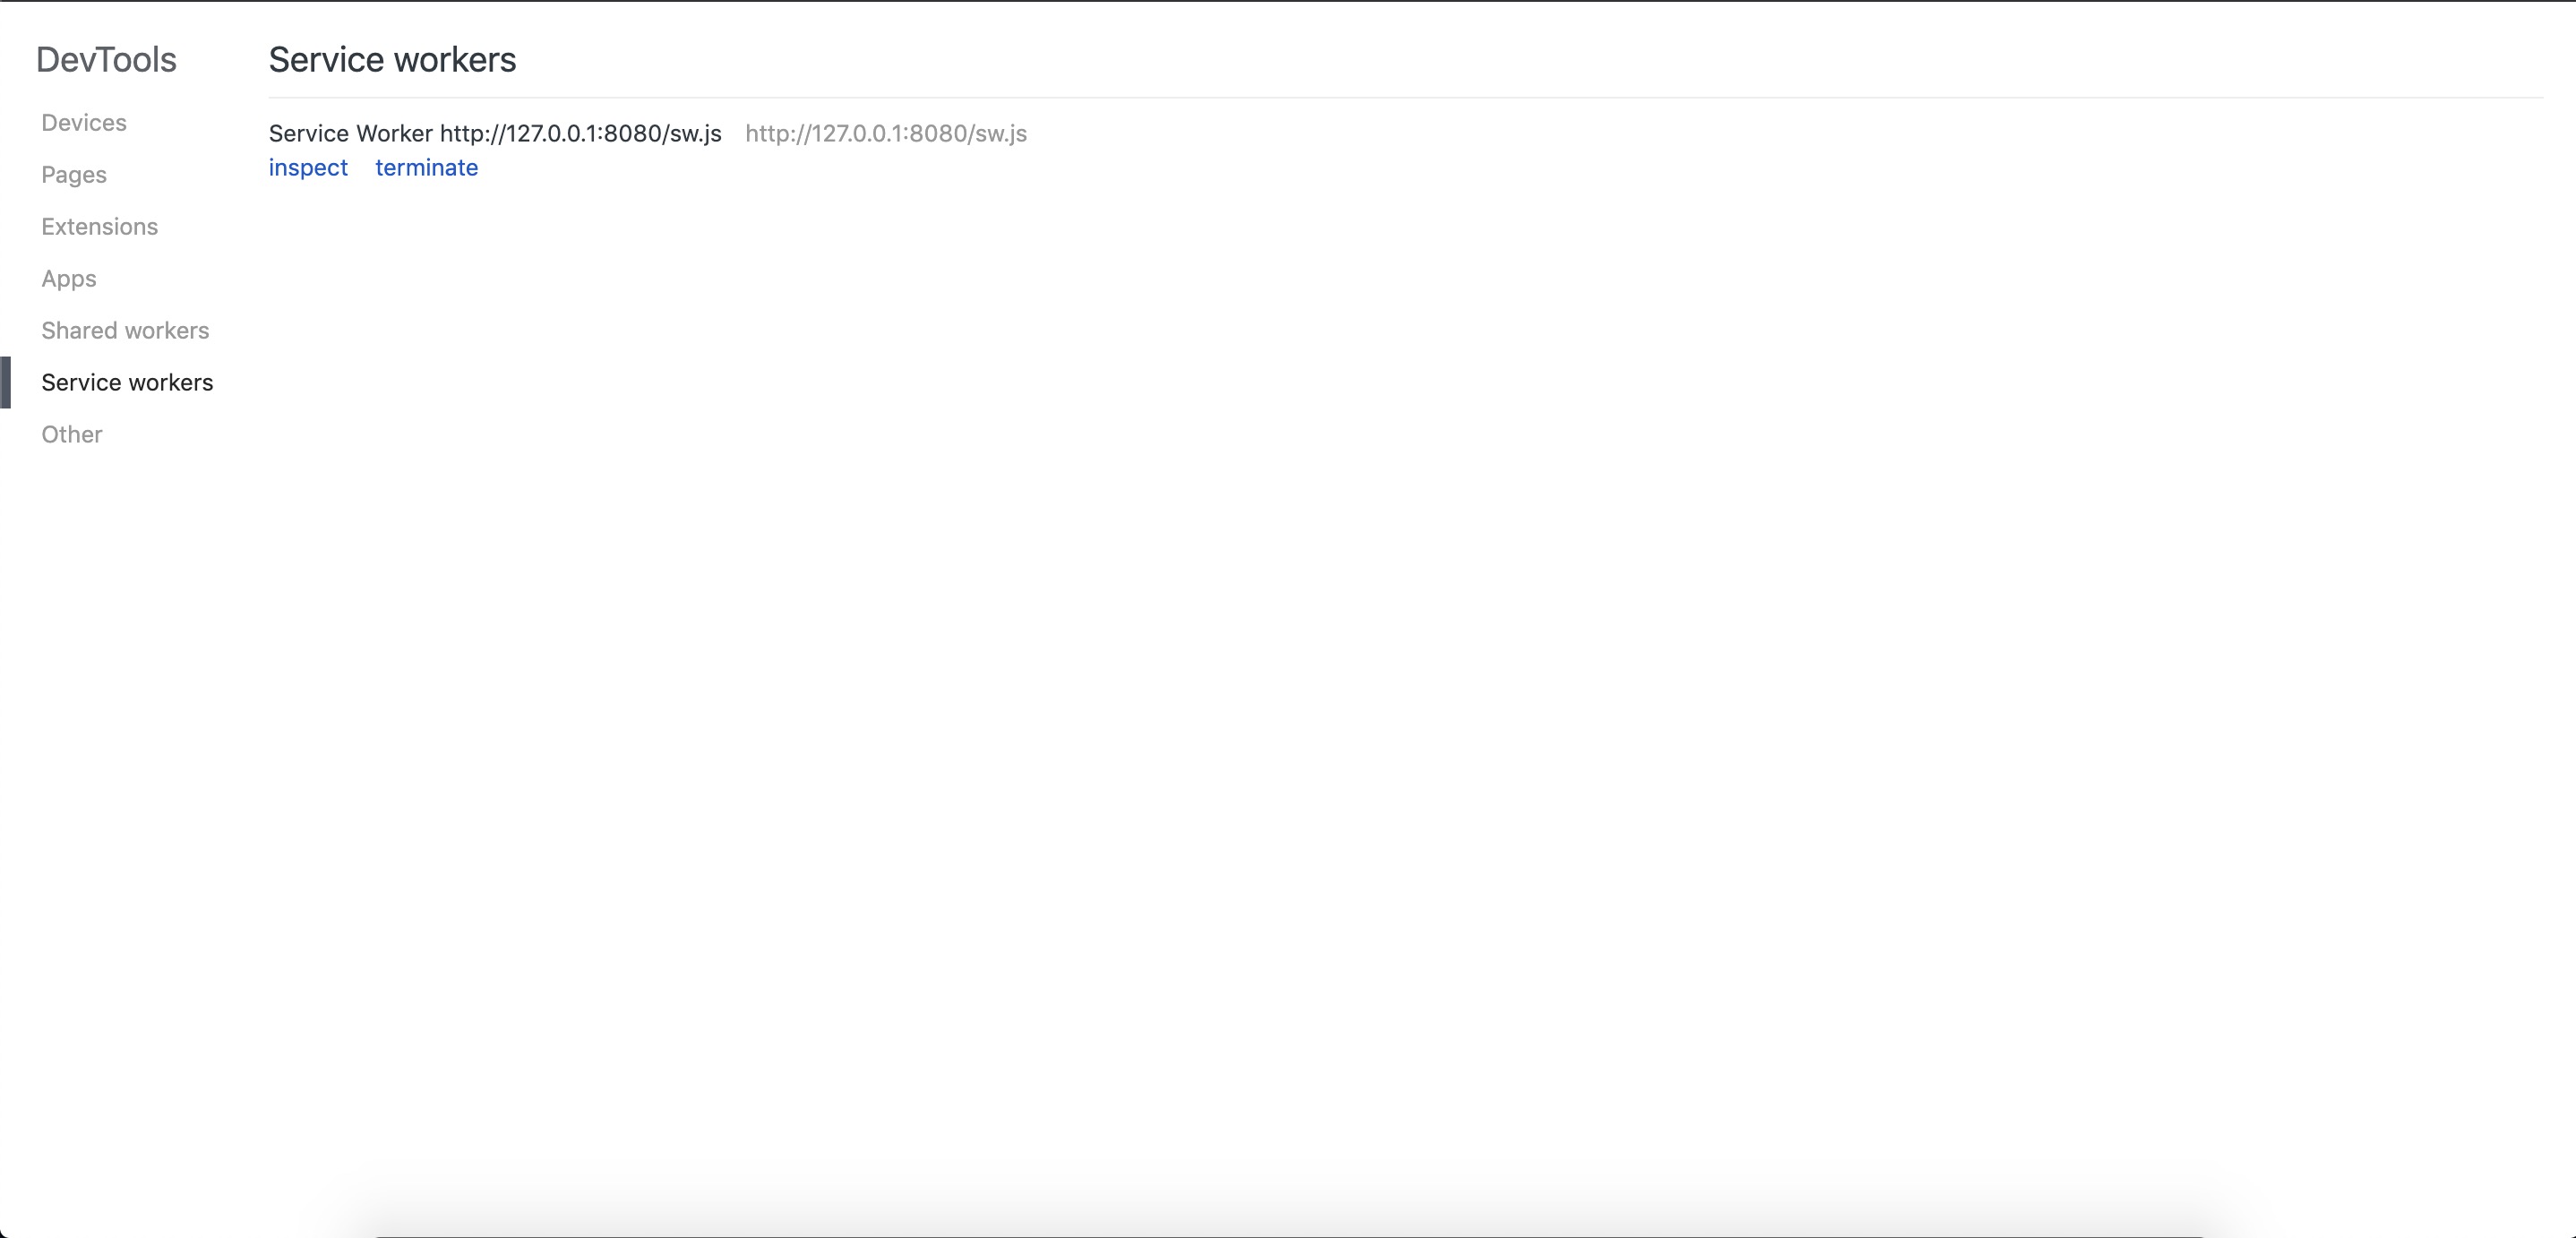 DevTools
Devices
Pages
Extensions
Apps
Shared workers
Service workers
Other
Service workers
Service Worker http://127.0.0.1:8080/sw.js http://127.0.0.1:8080/sw.js
inspect terminate